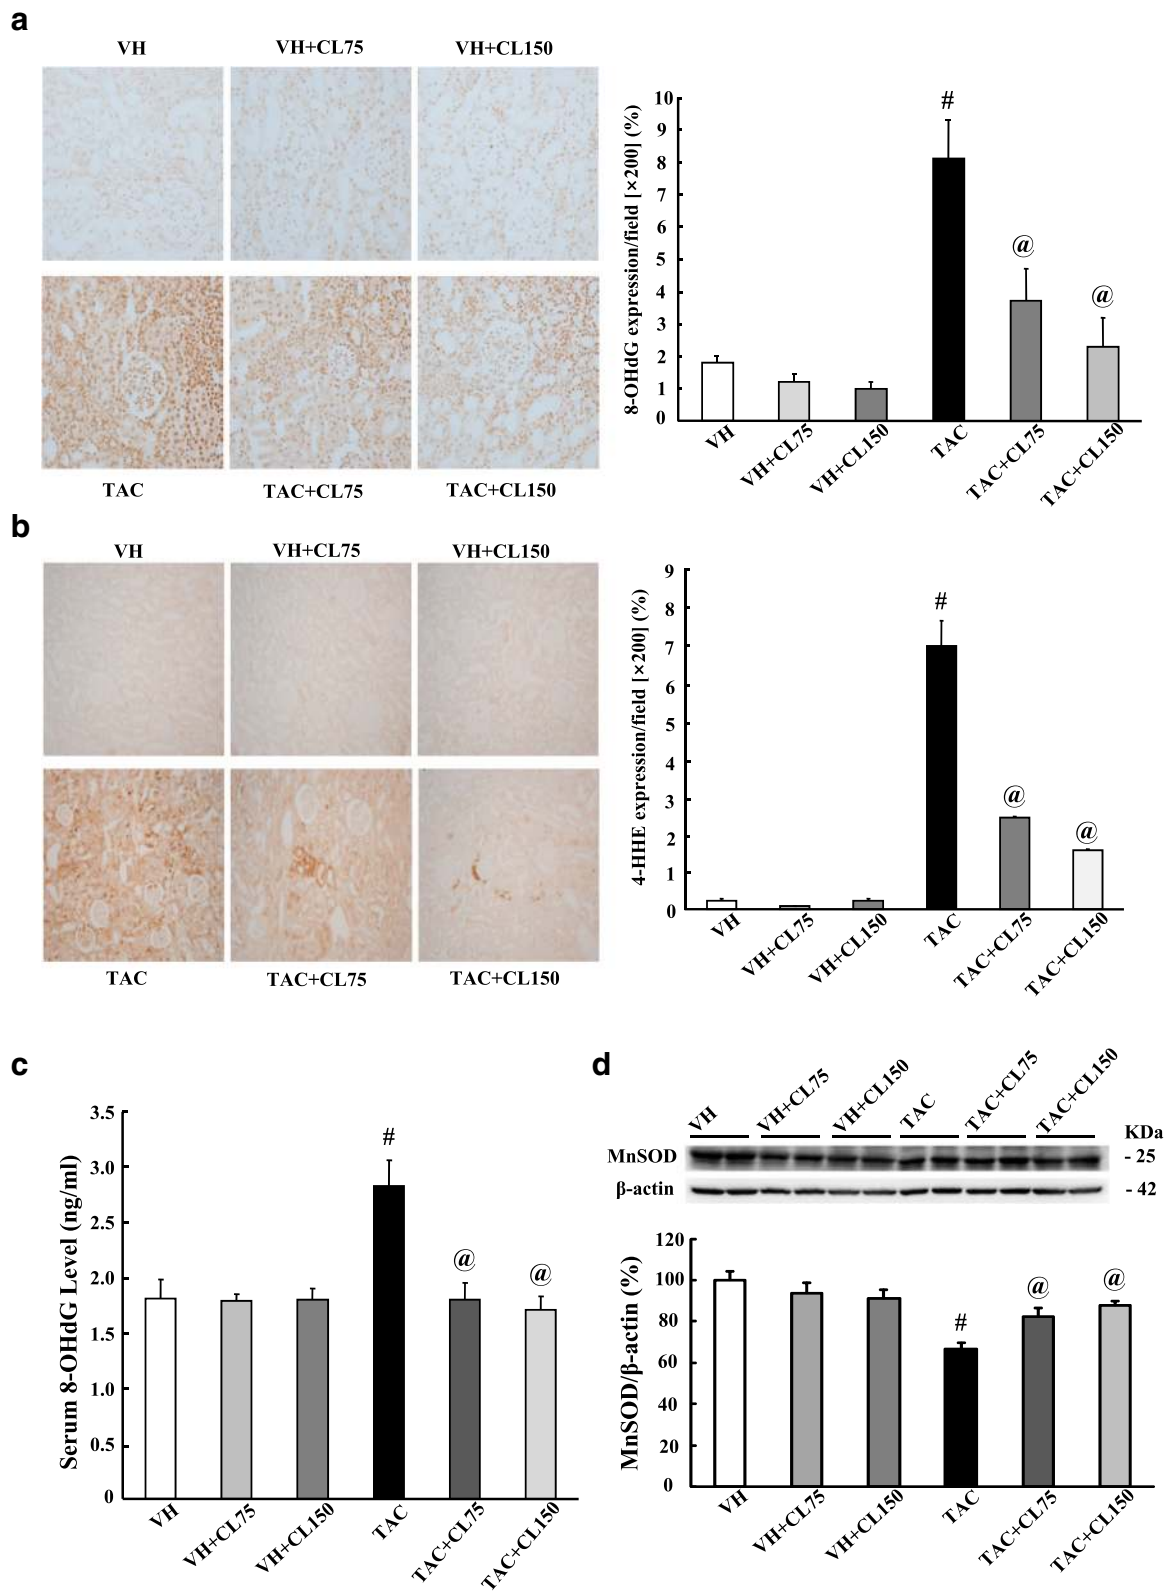 a
VH VH+CL75 VH+CL150
TAC TAC+CL75 TAC+CL150
8-OHdG expression/field [×200] (%)
10
9
8
7
6
5
4
3
2
1
0
#
@
@
VH VH+CL75 VH+CL150 TAC TAC+CL75 TAC+CL150
b
VH VH+CL75 VH+CL150
TAC TAC+CL75 TAC+CL150
4-HHE expression/field [×200] (%)
9
8
7
6
5
4
3
2
1
0
#
@
@
VH VH+CL75 VH+CL150 TAC TAC+CL75 TAC+CL150
c
Serum 8-OHdG Level (ng/ml)
3.5
3.0
2.5
2.0
1.5
1.0
0.5
0
#
@
@
VH VH+CL75 VH+CL150 TAC TAC+CL75 TAC+CL150
d
VH VH+CL75 VH+CL150 TAC TAC+CL75 TAC+CL150
KDa
MnSOD - 25
β-actin - 42
MnSOD/β-actin (%)
120
100
80
60
40
20
0
#
@
@
VH VH+CL75 VH+CL150 TAC TAC+CL75 TAC+CL150